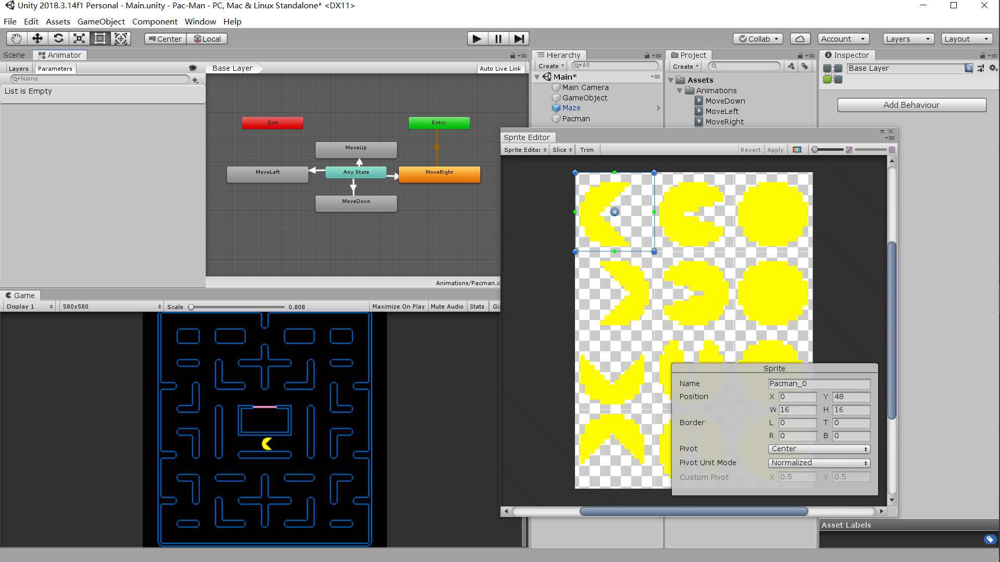 Unity 2018.3.14f1 Personal - Main.unity - Pac-Man - PC, Mac & Linux Standalone* <DX11>
File Edit Assets GameObject Component Window Help
Center Local Collab Account Layers Layout
Scene Animator
Layers Parameters Base Layer Auto Live Link
Name
List is Empty
Exit
Entry
MoveUp
MoveLeft
Any State
MoveRight
MoveDown
Animations/Pacman.c
Hierarchy
Create All
Main*
Main Camera
GameObject
Maze
Pacman
Project
Create
Assets
Animations
MoveDown
MoveLeft
MoveRight
Inspector
Base Layer
Add Behaviour
Game
Display 1 580x580 Scale 0.808 Maximize On Play Mute Audio Stats Giz
Sprite Editor
Sprite Editor Slice Trim Revert Apply
Sprite
Name Pacman_0
Position X 0 Y 48
W 16 H 16
Border L 0 T 0
R 0 B 0
Pivot Center
Pivot Unit Mode Normalized
Custom Pivot X 0.5 Y 0.5
Asset Labels